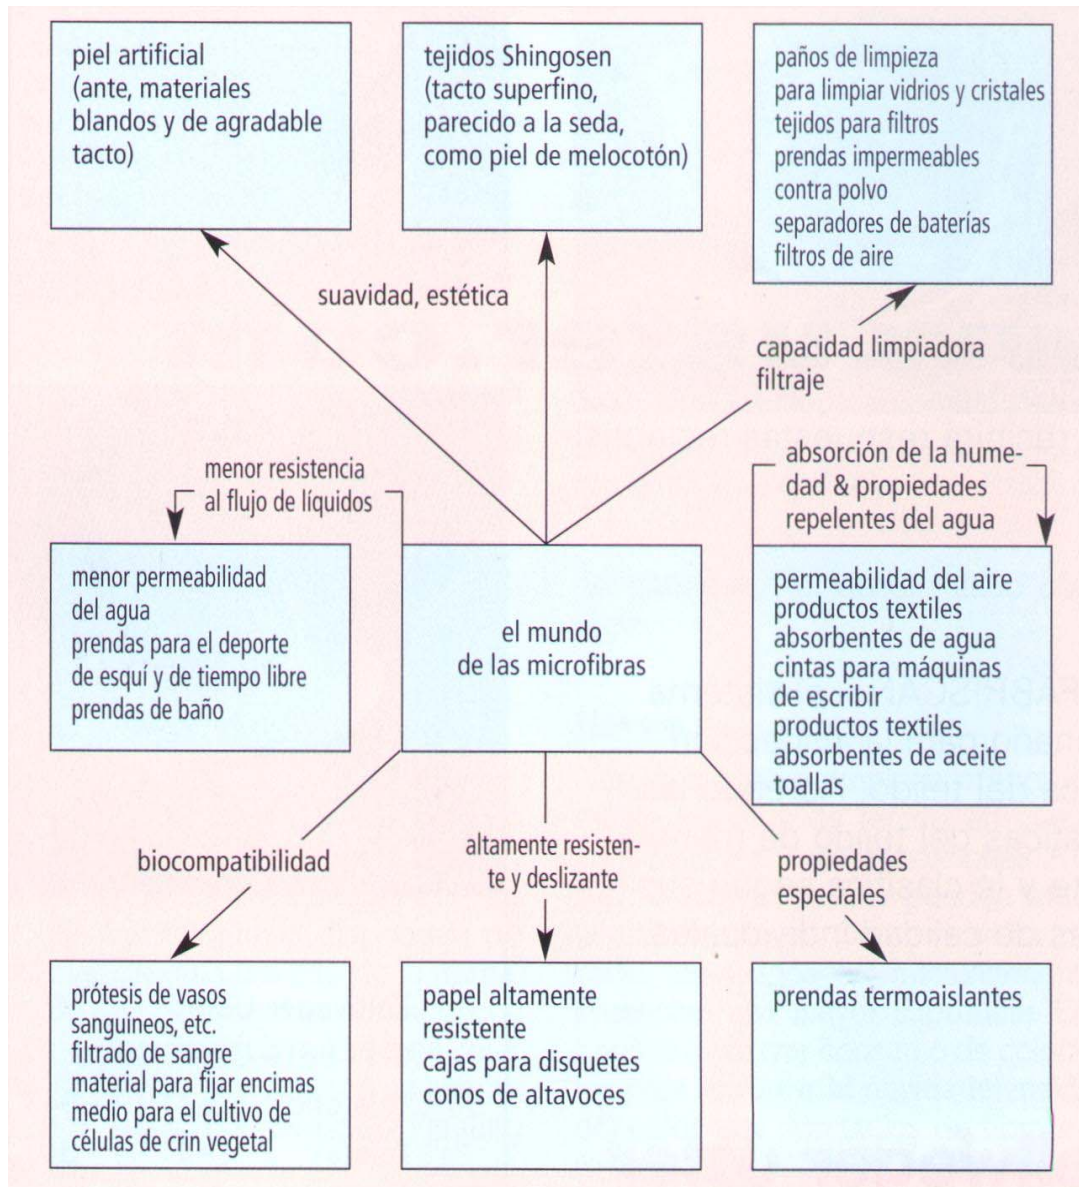 piel artificial
(ante, materiales
blandos y de agradable
tacto)
tejidos Shingosen
(tacto superfino,
parecido a la seda,
como piel de melocotón)
paños de limpieza
para limpiar vidrios y cristales
tejidos para filtros
prendas impermeables
contra polvo
separadores de baterías
filtros de aire
suavidad, estética
capacidad limpiadora
filtraje
menor resistencia
al flujo de líquidos
absorción de la hume-
dad & propiedades
repelentes del agua
menor permeabilidad
del agua
prendas para el deporte
de esquí y de tiempo libre
prendas de baño
el mundo
de las microfibras
permeabilidad del aire
productos textiles
absorbentes de agua
cintas para máquinas
de escribir
productos textiles
absorbentes de aceite
toallas
biocompatibilidad
altamente resisten-
te y deslizante
propiedades
especiales
prótesis de vasos
sanguíneos, etc.
filtrado de sangre
material para fijar encimas
medio para el cultivo de
células de crin vegetal
papel altamente
resistente
cajas para disquetes
conos de altavoces
prendas termoaislantes